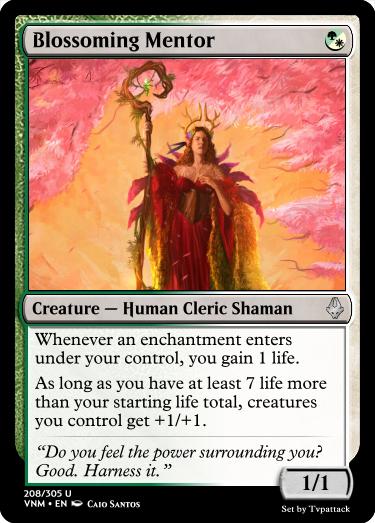 Blossoming Mentor
Creature — Human Cleric Shaman
Whenever an enchantment enters
under your control, you gain 1 life.
As long as you have at least 7 life more
than your starting life total, creatures
you control get +1/+1.
“Do you feel the power surrounding you?
Good. Harness it.”
1/1
208/305 U
VNM • EN Caio Santos
Set by Tvpattack